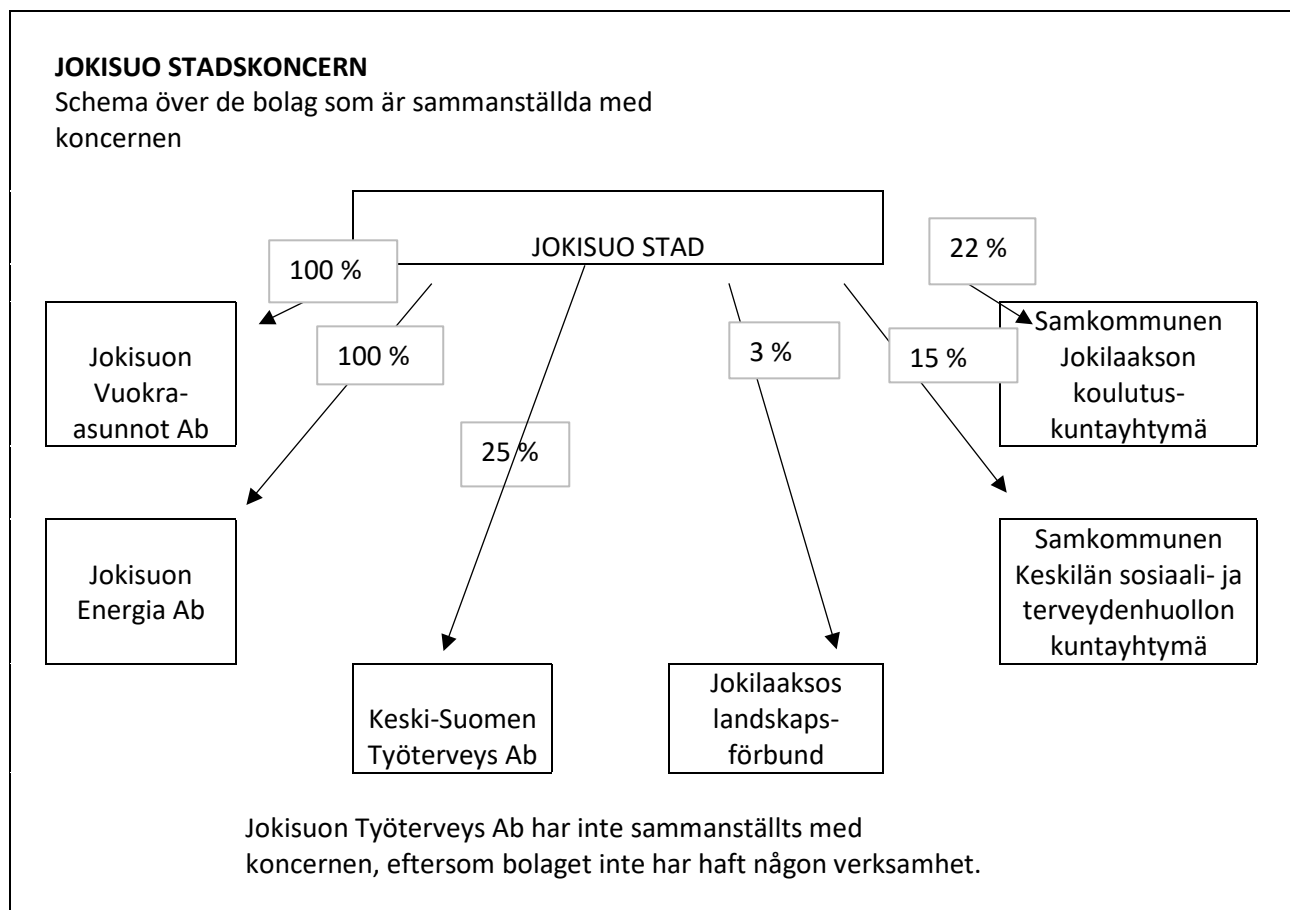 JOKISUO STADSKONCERN
Schema över de bolag som är sammanställda med
koncernen
JOKISUO STAD
100 %
22 %
Jokisuon
Vuokra-
asunnot Ab
100 %
3 %
15 %
Samkommunen
Jokilaakson
koulutus-
kuntayhtymä
25 %
Jokisuon
Energia Ab
Samkommunen
Keskilän sosiaali- ja
terveydenhuollon
kuntayhtymä
Keski-Suomen
Työterveys Ab
Jokilaaksos
landskaps-
förbund
Jokisuon Työterveys Ab har inte sammanställts med
koncernen, eftersom bolaget inte har haft någon verksamhet.